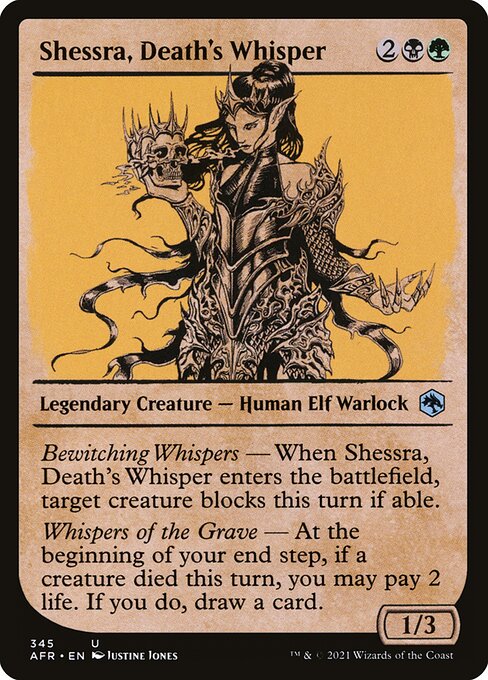 Shessra, Death's Whisper 2
Legendary Creature — Human Elf Warlock
Bewitching Whispers — When Shessra,
Death's Whisper enters the battlefield,
target creature blocks this turn if able.
Whispers of the Grave — At the
beginning of your end step, if a
creature died this turn, you may pay 2
life. If you do, draw a card.
1/3
345 U
AFR • EN Justine Jones
™ & © 2021 Wizards of the Coast